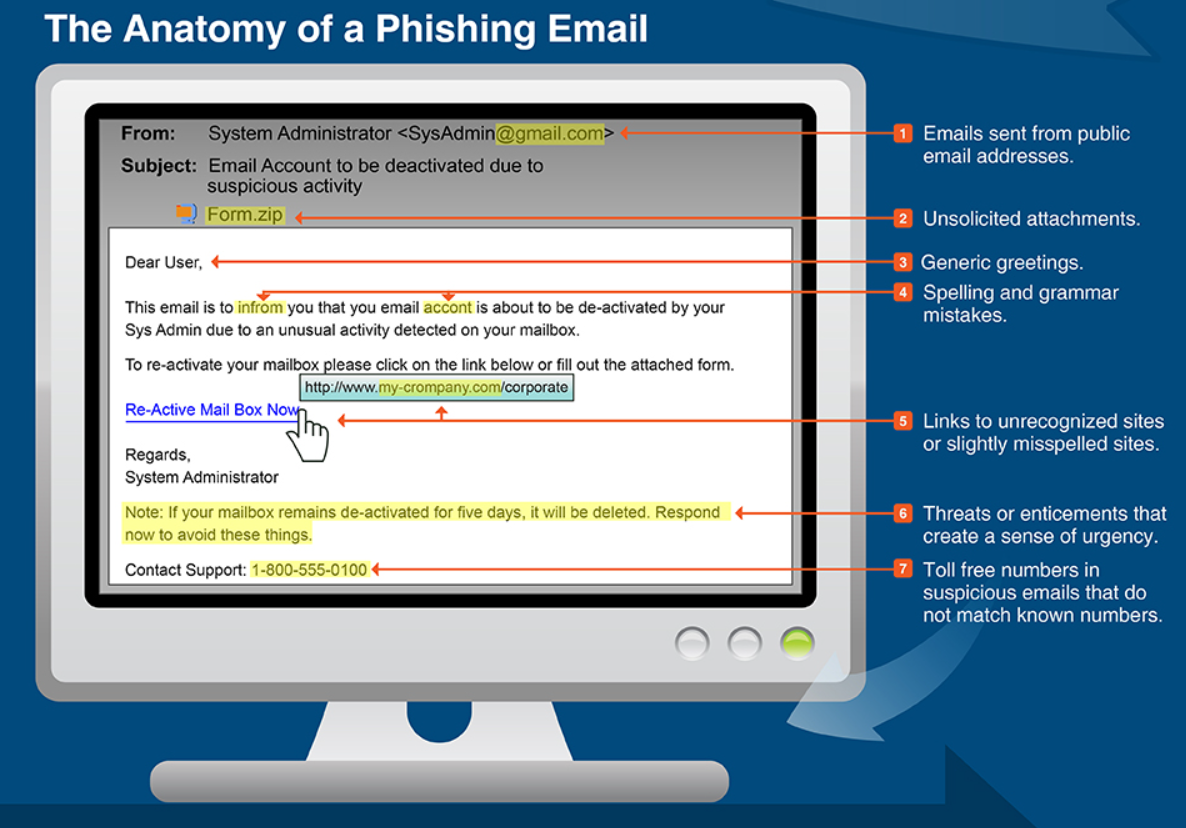 The Anatomy of a Phishing Email
From: System Administrator <SysAdmin@gmail.com>
1 Emails sent from public
email addresses.
Subject: Email Account to be deactivated due to
suspicious activity
Form.zip
2 Unsolicited attachments.
Dear User,
3 Generic greetings.
4 Spelling and grammar
mistakes.
This email is to infrom you that you email accont is about to be de-activated by your
Sys Admin due to an unusual activity detected on your mailbox.
To re-activate your mailbox please click on the link below or fill out the attached form.
http://www.my-crompany.com/corporate
Re-Active Mail Box Now
5 Links to unrecognized sites
or slightly misspelled sites.
Regards,
System Administrator
Note: If your mailbox remains de-activated for five days, it will be deleted. Respond
now to avoid these things.
6 Threats or enticements that
create a sense of urgency.
Contact Support: 1-800-555-0100
7 Toll free numbers in
suspicious emails that do
not match known numbers.